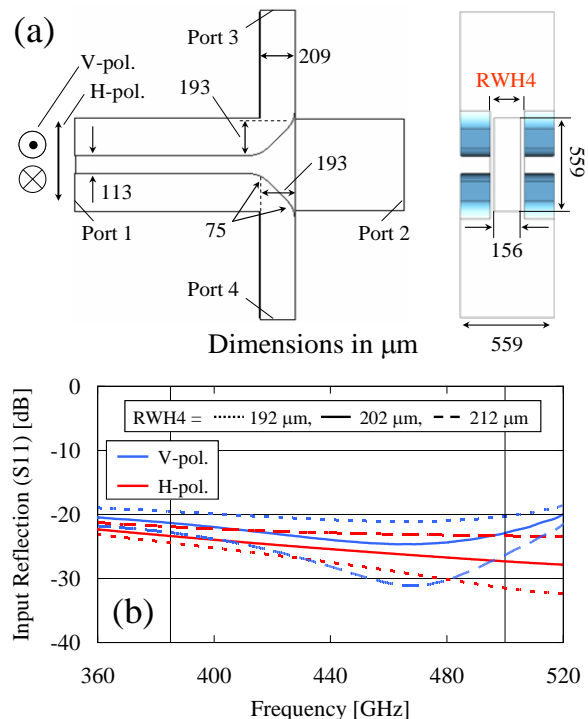 (a)
V-pol.
H-pol.
Port 3
209
193
113
193
75
Port 1
Port 2
Port 4
RWH4
559
156
559
Dimensions in μm
Input Reflection (S11) [dB]
0
-10
-20
-30
-40
RWH4 = 192 μm, 202 μm, 212 μm
V-pol.
H-pol.
(b)
360 400 440 480 520
Frequency [GHz]